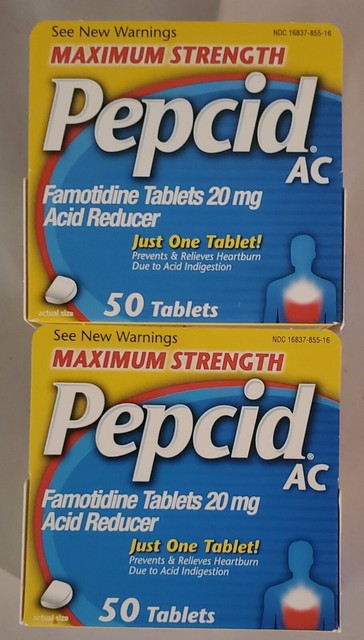 See New Warnings NDC 16837-855-16
MAXIMUM STRENGTH
Pepcid®
AC
Famotidine Tablets 20 mg
Acid Reducer
Just One Tablet!
Prevents & Relieves Heartburn
Due to Acid Indigestion
actual size
50 Tablets
See New Warnings NDC 16837-855-16
MAXIMUM STRENGTH
Pepcid®
AC
Famotidine Tablets 20 mg
Acid Reducer
Just One Tablet!
Prevents & Relieves Heartburn
Due to Acid Indigestion
actual size
50 Tablets